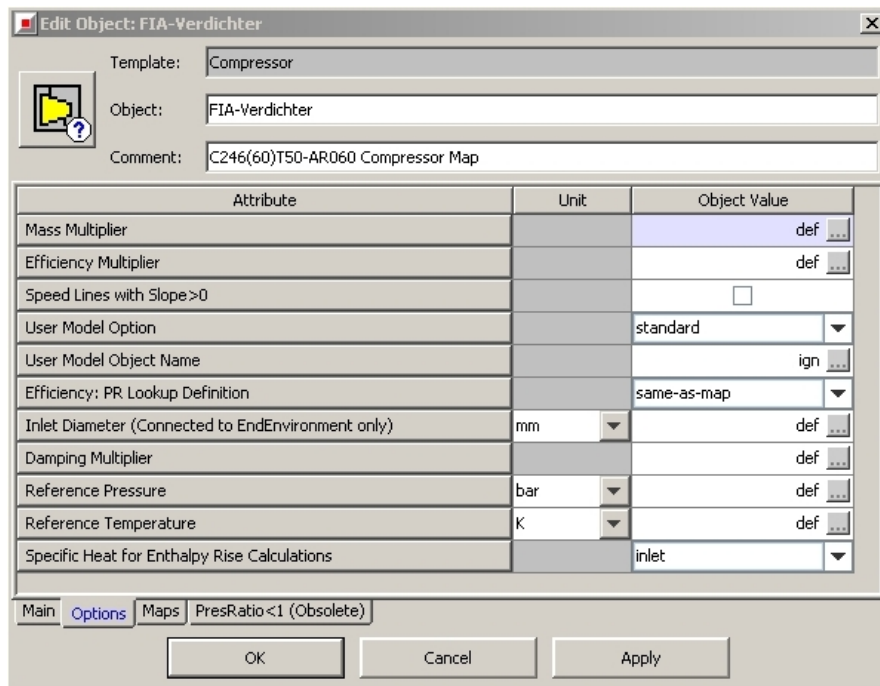 Edit Object: FIA-Verdichter
Template: Compressor
Object: FIA-Verdichter
Comment: C246(60)T50-AR060 Compressor Map
Attribute Unit Object Value
Mass Multiplier def ...
Efficiency Multiplier def ...
Speed Lines with Slope>0
User Model Option standard
User Model Object Name ign ...
Efficiency: PR Lookup Definition same-as-map
Inlet Diameter (Connected to EndEnvironment only) mm def ...
Damping Multiplier def ...
Reference Pressure bar def ...
Reference Temperature K def ...
Specific Heat for Enthalpy Rise Calculations inlet
Main Options Maps PresRatio<1 (Obsolete)
OK Cancel Apply